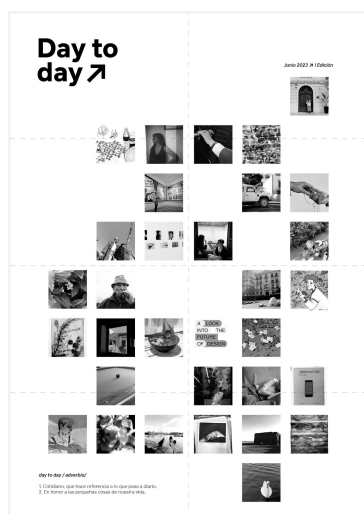 Day to
day ↗
Junio 2023 ↗ I Edición
A LOOK
INTO THE
FUTURE
OF DESIGN
day to day / adverbio/
1. Cotidiano, que hace referencia a lo que pasa a diario.
2. En honor a las pequeñas cosas de nuestra vida.